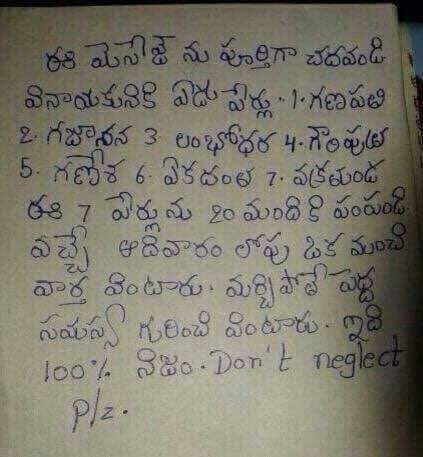 ఈ మెసేజ్ ను పూర్తిగా చదవండి
వినాయకునికి ఏడు పేర్లు. 1. గణపతి
2. గజానన 3 లంభోధర 4. గౌరిపుత్ర
5. గణేశ 6. ఏకదంత 7. వక్రతుండ
ఈ 7 పేర్లు ను 20 మంది కి పంపండి
వచ్చే ఆదివారం లోపు ఒక మంచి
వార్త వింటారు. మర్చి పోతే పెద్ద
సమస్య గురించి వింటారు. ఇది
100% నిజం. Don't neglect
plz.